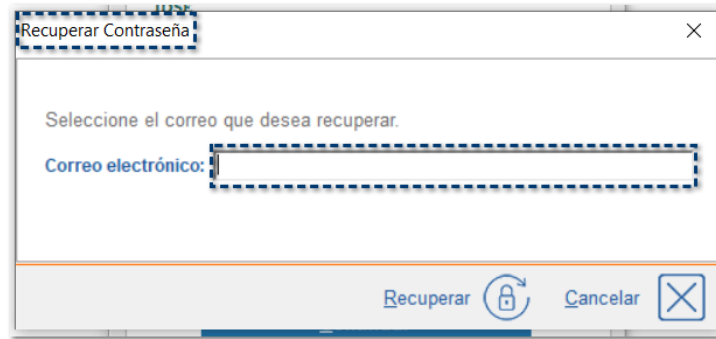 Recuperar Contraseña
Seleccione el correo que desea recuperar.
Correo electrónico:
Recuperar Cancelar